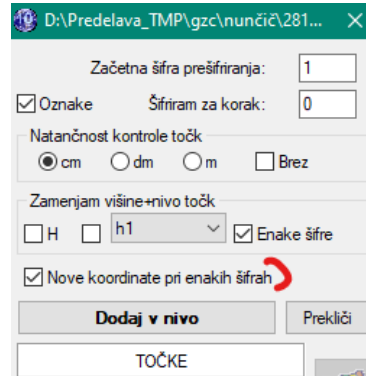 D:\Predelava_TMP\gzc\nunčič\281...
Začetna šifra prešifriranja: 1
Oznake Šifriram za korak: 0
Natančnost kontrole točk
cm dm m Brez
Zamenjam višine+nivo točk
H h1 Enake šifre
Nove koordinate pri enakih šifrah
Dodaj v nivo Prekliči
TOČKE